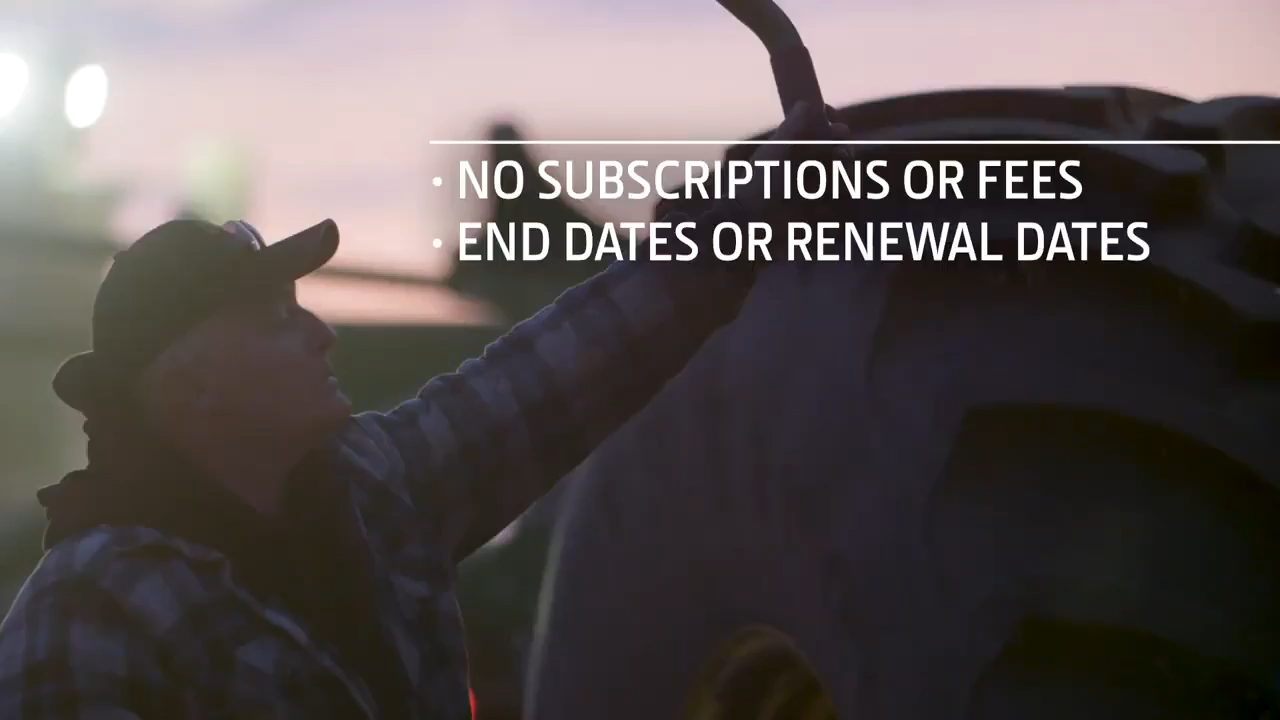 · NO SUBSCRIPTIONS OR FEES
· END DATES OR RENEWAL DATES